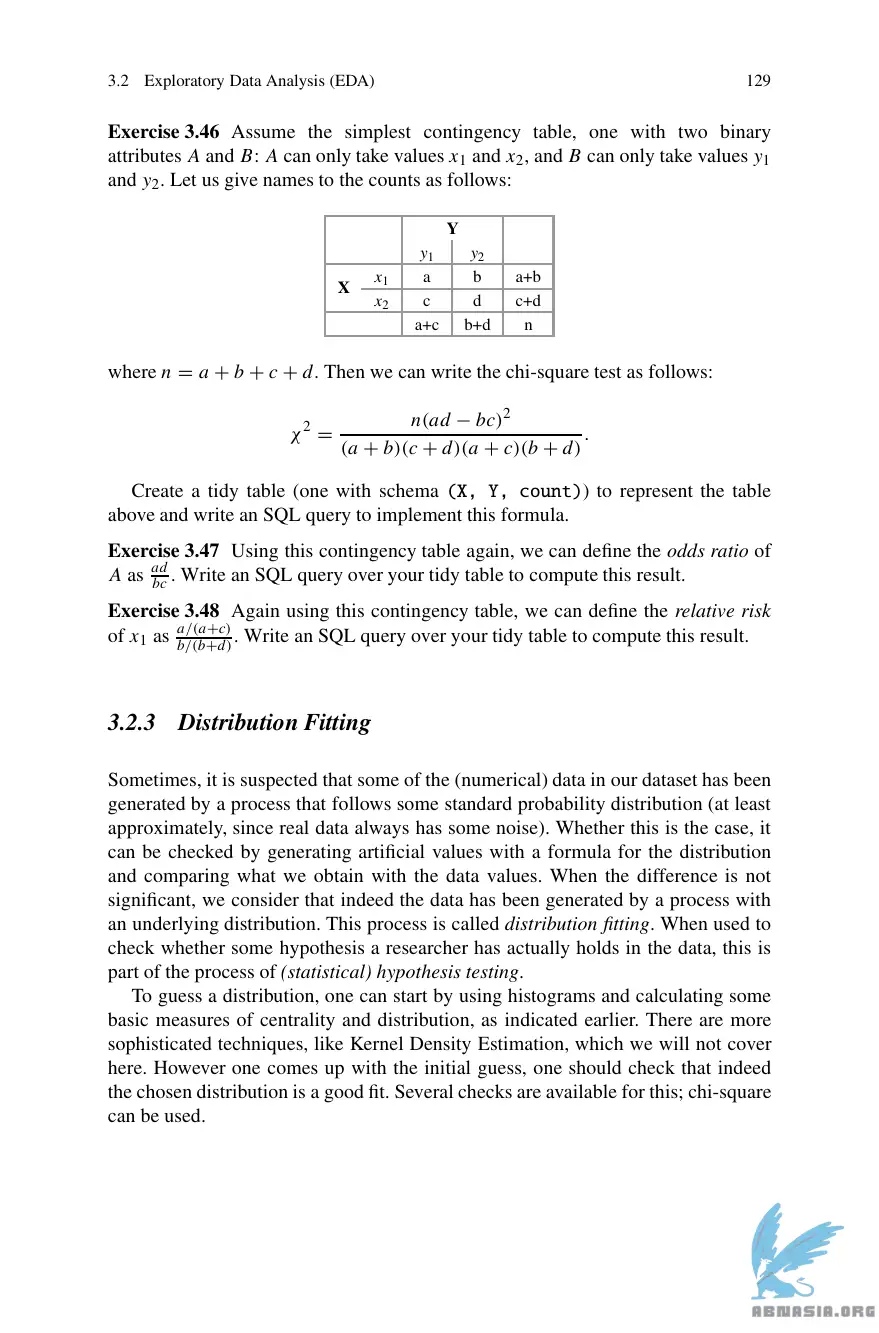 3.2 Exploratory Data Analysis (EDA) 129
Exercise 3.46 Assume the simplest contingency table, one with two binary
attributes A and B: A can only take values x1 and x2, and B can only take values y1
and y2. Let us give names to the counts as follows:
Y
y1 y2
X x1 a b a+b
x2 c d c+d
a+c b+d n
where n = a + b + c + d. Then we can write the chi-square test as follows:
χ² = n(ad − bc)² / (a + b)(c + d)(a + c)(b + d).
Create a tidy table (one with schema (X, Y, count)) to represent the table
above and write an SQL query to implement this formula.
Exercise 3.47 Using this contingency table again, we can define the odds ratio of
A as ad/bc. Write an SQL query over your tidy table to compute this result.
Exercise 3.48 Again using this contingency table, we can define the relative risk
of x1 as a/(a+c) / b/(b+d). Write an SQL query over your tidy table to compute this result.
3.2.3 Distribution Fitting
Sometimes, it is suspected that some of the (numerical) data in our dataset has been
generated by a process that follows some standard probability distribution (at least
approximately, since real data always has some noise). Whether this is the case, it
can be checked by generating artificial values with a formula for the distribution
and comparing what we obtain with the data values. When the difference is not
significant, we consider that indeed the data has been generated by a process with
an underlying distribution. This process is called distribution fitting. When used to
check whether some hypothesis a researcher has actually holds in the data, this is
part of the process of (statistical) hypothesis testing.
To guess a distribution, one can start by using histograms and calculating some
basic measures of centrality and distribution, as indicated earlier. There are more
sophisticated techniques, like Kernel Density Estimation, which we will not cover
here. However one comes up with the initial guess, one should check that indeed
the chosen distribution is a good fit. Several checks are available for this; chi-square
can be used.
ABNASIA.ORG